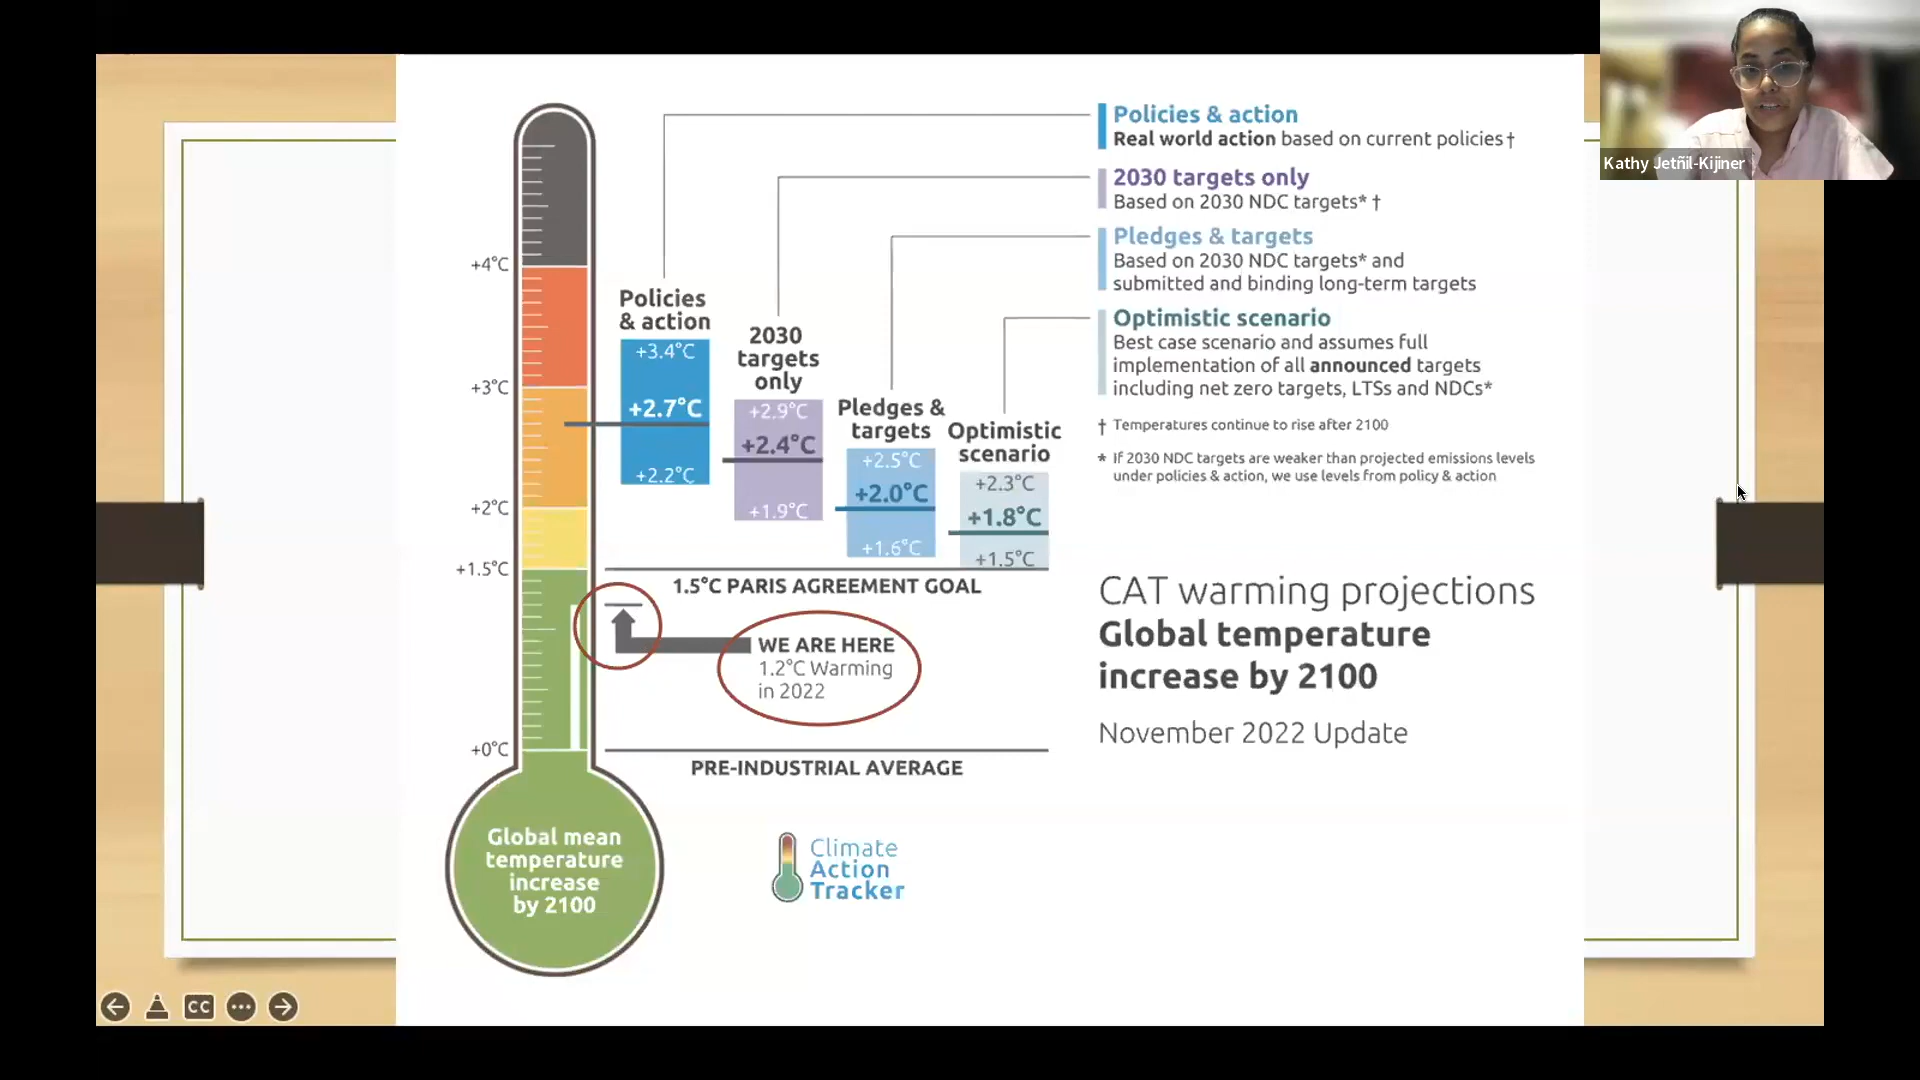 Kathy Jetñil-Kijiner
Policies & action
Real world action based on current policies†
2030 targets only
Based on 2030 NDC targets* †
Pledges & targets
Based on 2030 NDC targets* and
submitted and binding long-term targets
Optimistic scenario
Best case scenario and assumes full
implementation of all announced targets
including net zero targets, LTSs and NDCs*
† Temperatures continue to rise after 2100
* If 2030 NDC targets are weaker than projected emissions levels
under policies & action, we use levels from policy & action
+4°C
+3°C
+2°C
+1.5°C
+0°C
Policies
& action
+3.4°C
+2.7°C
+2.2°C
2030
targets
only
+2.9°C
+2.4°C
+1.9°C
Pledges &
targets
+2.5°C
+2.0°C
+1.6°C
Optimistic
scenario
+2.3°C
+1.8°C
+1.5°C
1.5°C PARIS AGREEMENT GOAL
WE ARE HERE
1.2°C Warming
in 2022
PRE-INDUSTRIAL AVERAGE
Global mean
temperature
increase
by 2100
CAT warming projections
Global temperature
increase by 2100
November 2022 Update
Climate
Action
Tracker
CC